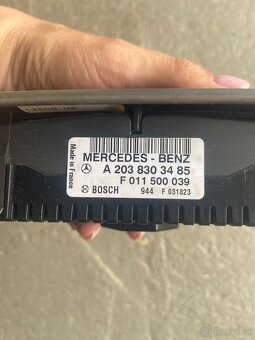 MERCEDES - BENZ
A 203 830 34 85
F 011 500 039
BOSCH 944 F 031823
Made in France